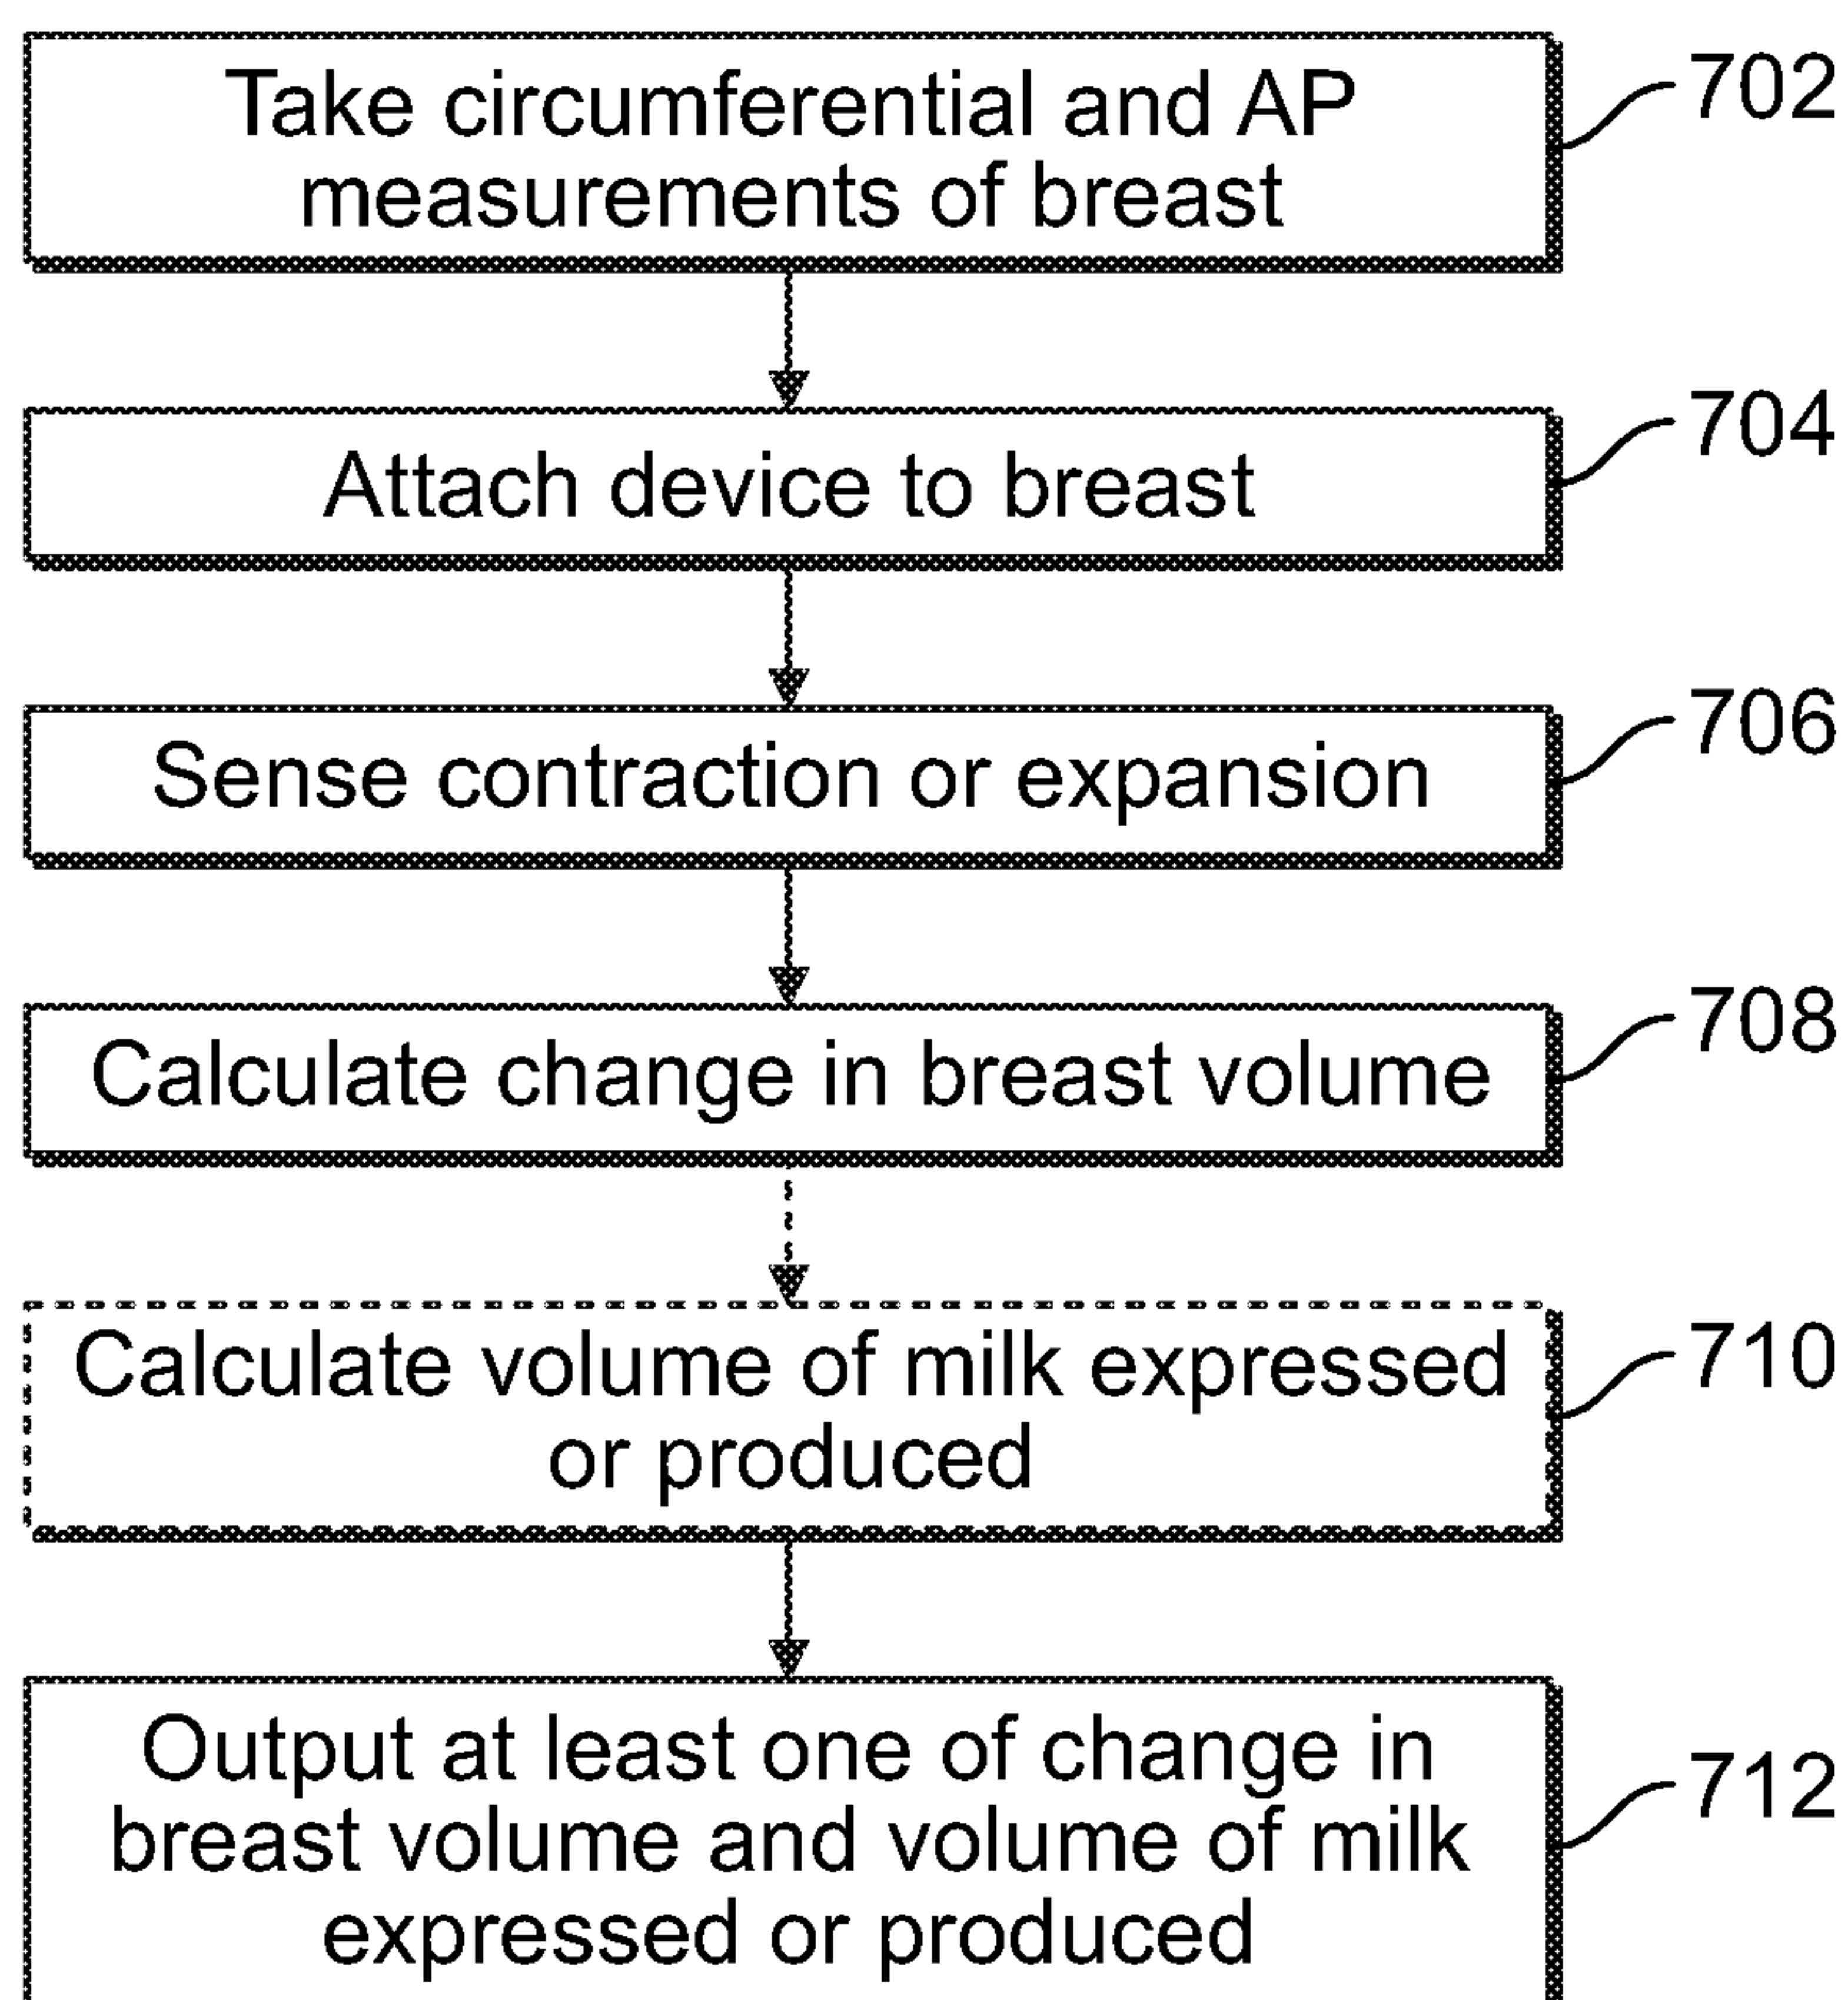 Take circumferential and AP
measurements of breast
702
Attach device to breast
704
Sense contraction or expansion
706
Calculate change in breast volume
708
Calculate volume of milk expressed
or produced
710
Output at least one of change in
breast volume and volume of milk
expressed or produced
712